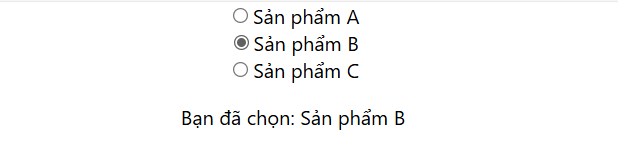 Sản phẩm A
Sản phẩm B
Sản phẩm C
Bạn đã chọn: Sản phẩm B